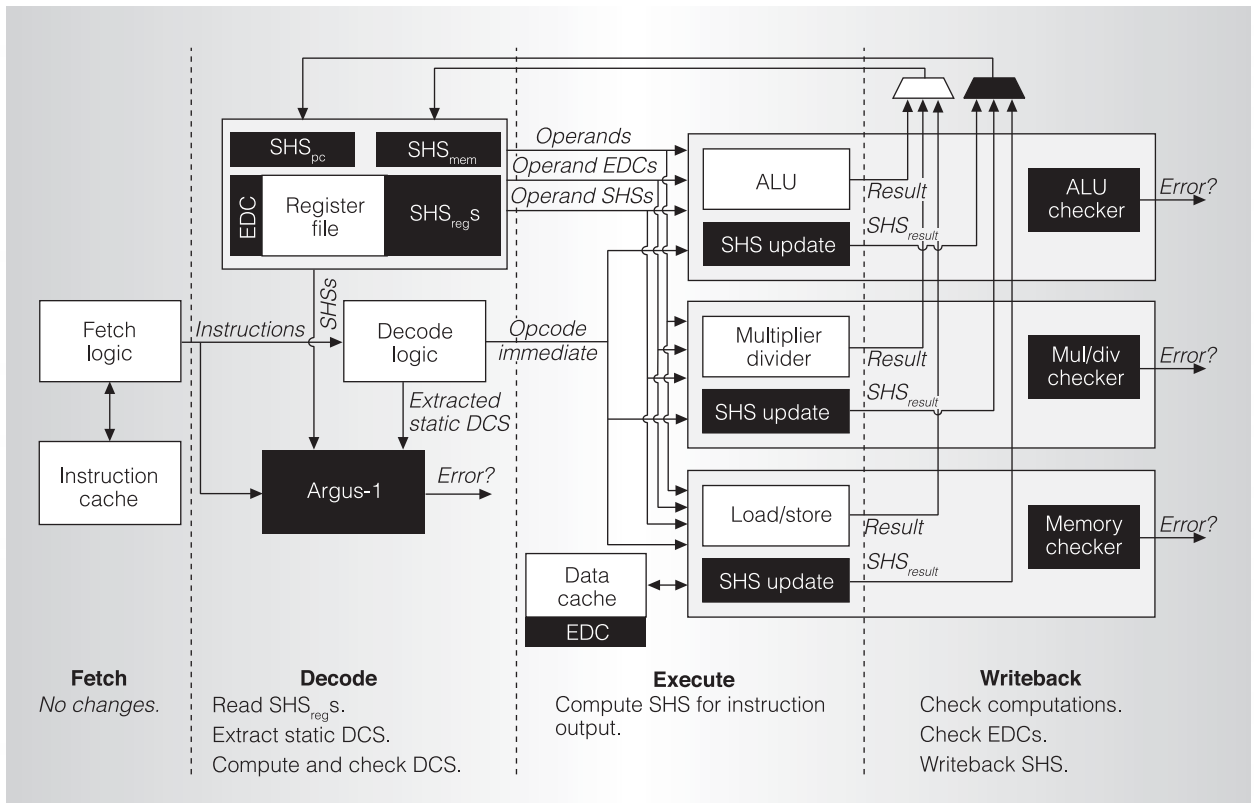 SHSpc
SHSmem
EDC
Register
file
SHSregs
Operands
Operand EDCs
Operand SHSs
ALU
SHS update
Result
SHSresult
ALU
checker
Error?
Fetch
logic
Instructions
SHSs
Decode
logic
Opcode
immediate
Multiplier
divider
SHS update
Result
SHSresult
Mul/div
checker
Error?
Extracted
static DCS
Instruction
cache
Argus-1
Error?
Load/store
SHS update
Result
SHSresult
Memory
checker
Error?
Data
cache
EDC
Fetch
No changes.
Decode
Read SHSregs.
Extract static DCS.
Compute and check DCS.
Execute
Compute SHS for instruction
output.
Writeback
Check computations.
Check EDCs.
Writeback SHS.